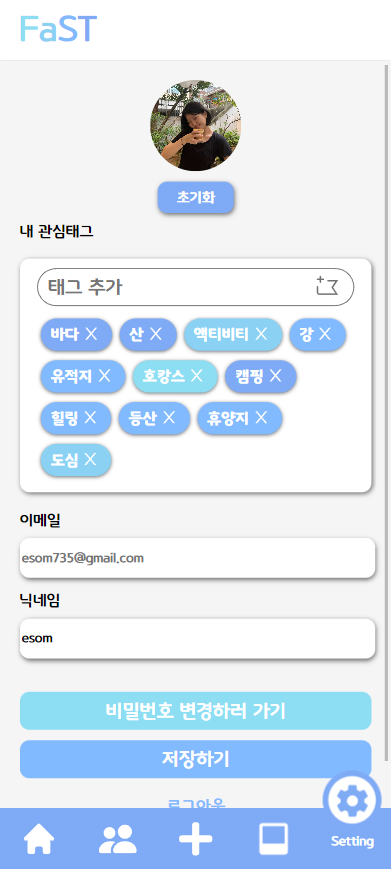 FaST
초기화
내 관심태그
태그 추가
바다 X 산 X 액티비티 X 강 X
유적지 X 호캉스 X 캠핑 X
힐링 X 등산 X 휴양지 X
도심 X
이메일
esom735@gmail.com
닉네임
esom
비밀번호 변경하러 가기
저장하기
로그아웃
Setting